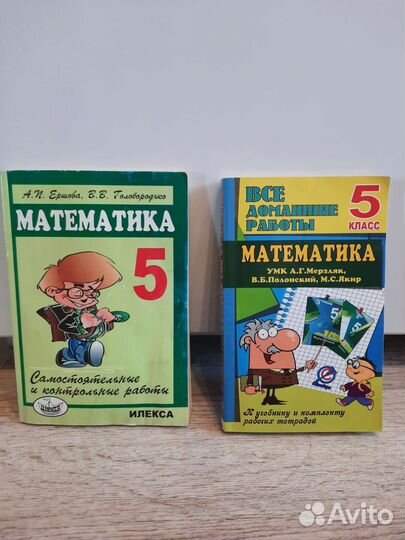 А.П. Ершова, В.В. Голобородько
МАТЕМАТИКА
5
Самостоятельные
и контрольные работы
ИЛЕКСА
ВСЕ
ДОМАШНИЕ
РАБОТЫ
5
КЛАСС
МАТЕМАТИКА
УМК А.Г.Мерзляк,
В.Б.Полонский, М.С.Якир
К учебнику и комплекту
рабочих тетрадей
Avito